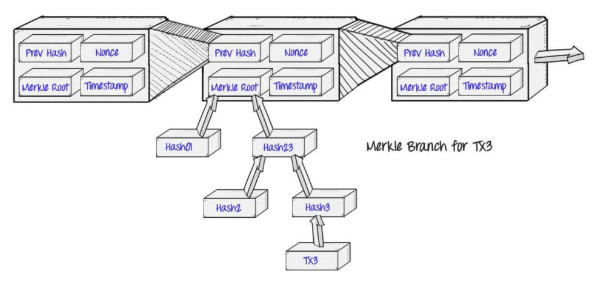 Prev Hash Nonce Prev Hash Nonce Prev Hash Nonce
Merkle Root Timestamp Merkle Root Timestamp Merkle Root Timestamp
Hash01 Hash23 Merkle Branch for TX3
Hash2 Hash3
TX3